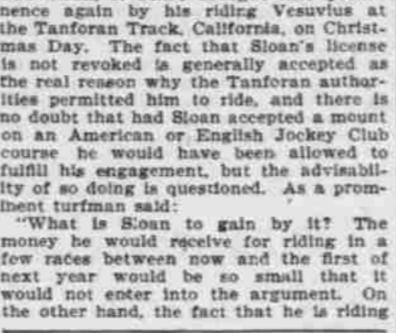 nence again by his riding Vesuvius at
the Tanforan Track, California, on Christ-
mas Day. The fact that Sloan's license
is not revoked is generally accepted as
the real reason why the Tanforan author-
ities permitted him to ride, and there is
no doubt that had Sloan accepted a mount
on an American or English Jockey Club
course he would have been allowed to
fulfill his engagement, but the advisabil-
ity of so doing is questioned. As a prom-
inent turfman said:
"What is Sloan to gain by it? The
money he would receive for riding in a
few races between now and the first of
next year would be so small that it
would not enter into the argument. On
the other hand, the fact that he is riding